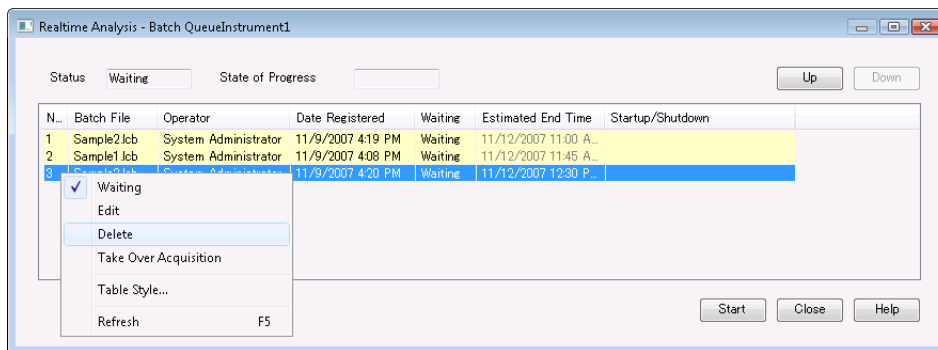 Realtime Analysis - Batch QueueInstrument1
Status Waiting State of Progress Up Down
N... Batch File Operator Date Registered Waiting Estimated End Time Startup/Shutdown
1 Sample2.lcb System Administrator 11/9/2007 4:19 PM Waiting 11/12/2007 11:00 A...
2 Sample1.lcb System Administrator 11/9/2007 4:08 PM Waiting 11/12/2007 11:45 A...
3 11/9/2007 4:20 PM Waiting 11/12/2007 12:30 P...
Waiting
Edit
Delete
Take Over Acquisition
Table Style...
Refresh F5
Start Close Help